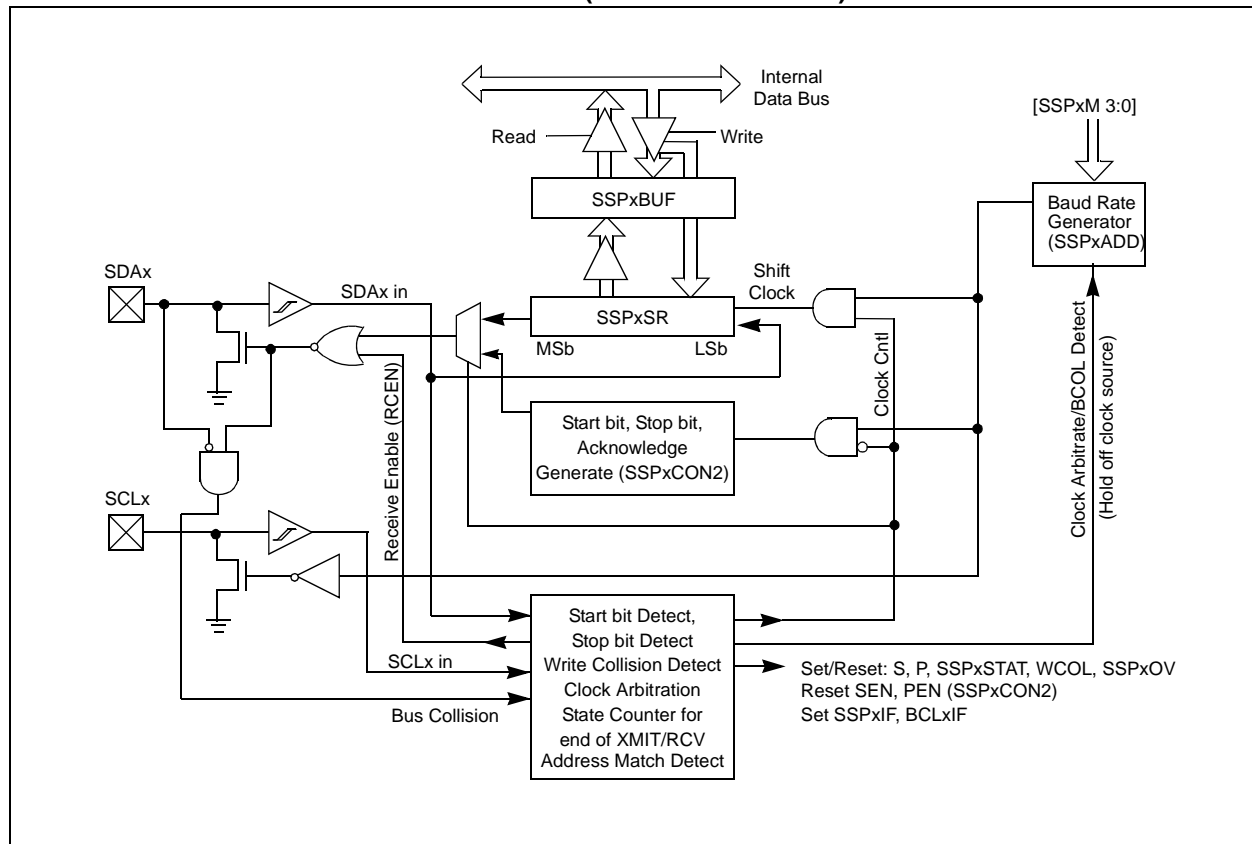 Internal
Data Bus
[SSPxM 3:0]
Read
Write
SSPxBUF
Baud Rate
Generator
(SSPxADD)
SDAx
SDAx in
Shift
Clock
SSPxSR
MSb
LSb
Receive Enable (RCEN)
Start bit, Stop bit,
Acknowledge
Generate (SSPxCON2)
Clock Cntl
Clock Arbitrate/BCOL Detect
(Hold off clock source)
SCLx
SCLx in
Bus Collision
Start bit Detect,
Stop bit Detect
Write Collision Detect
Clock Arbitration
State Counter for
end of XMIT/RCV
Address Match Detect
Set/Reset: S, P, SSPxSTAT, WCOL, SSPxOV
Reset SEN, PEN (SSPxCON2)
Set SSPxIF, BCLxIF